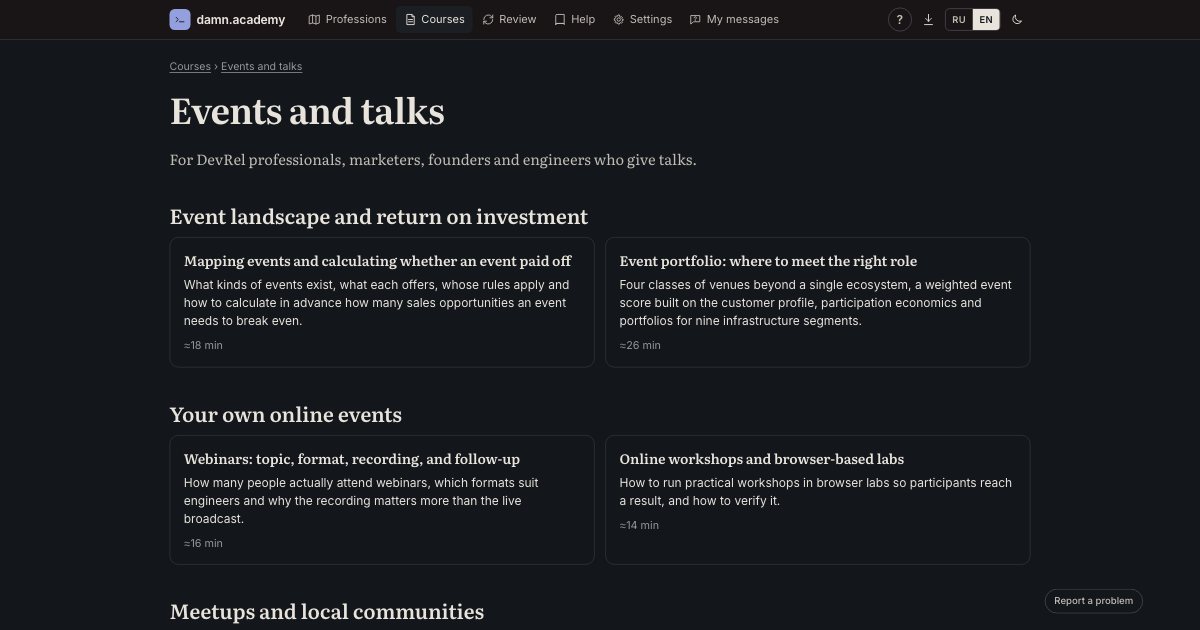 damn.academy
Professions
Courses
Review
Help
Settings
My messages
?
RU
EN
Courses › Events and talks
Events and talks
For DevRel professionals, marketers, founders and engineers who give talks.
Event landscape and return on investment
Mapping events and calculating whether an event paid off
What kinds of events exist, what each offers, whose rules apply and
how to calculate in advance how many sales opportunities an event
needs to break even.
≈18 min
Event portfolio: where to meet the right role
Four classes of venues beyond a single ecosystem, a weighted event
score built on the customer profile, participation economics and
portfolios for nine infrastructure segments.
≈26 min
Your own online events
Webinars: topic, format, recording, and follow-up
How many people actually attend webinars, which formats suit
engineers and why the recording matters more than the live
broadcast.
≈16 min
Online workshops and browser-based labs
How to run practical workshops in browser labs so participants reach
a result, and how to verify it.
≈14 min
Meetups and local communities
Report a problem